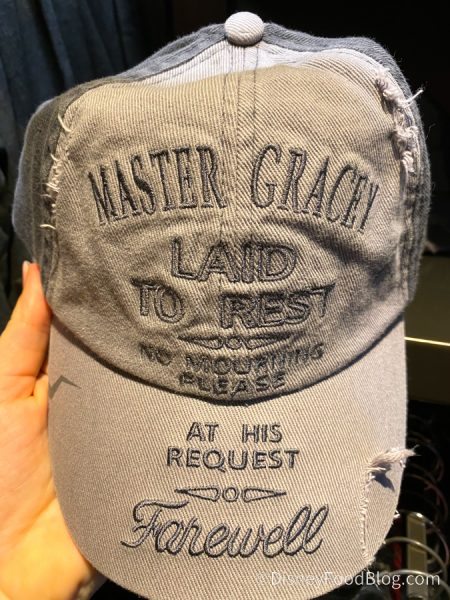 MASTER GRACEY
LAID
TO REST
NO MOURNING
PLEASE
AT HIS
REQUEST
Farewell
©DisneyFoodBlog.com